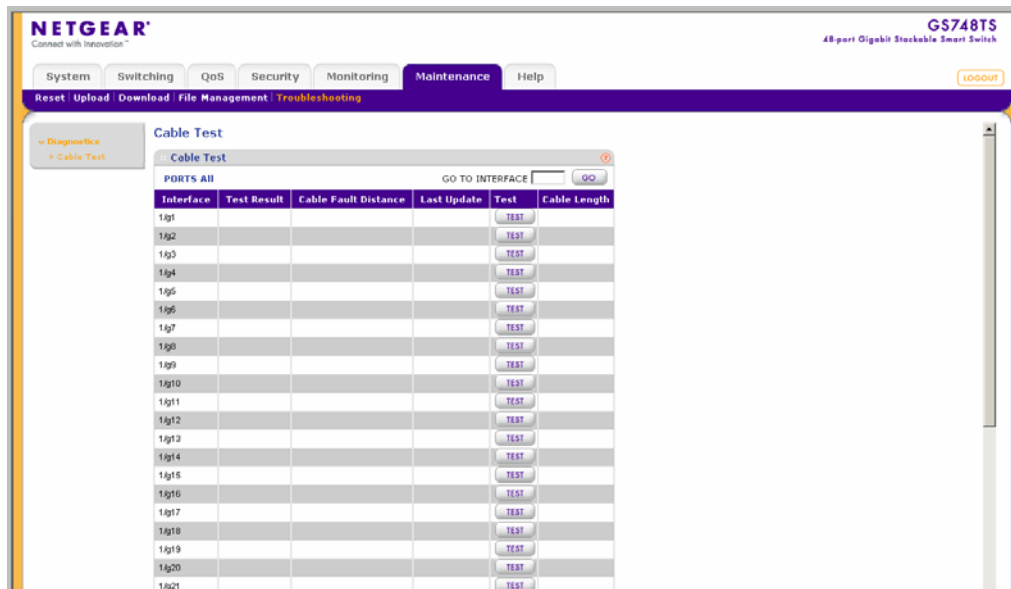 NETGEAR
GS748TS
Connect with Innovation™
48-port Gigabit Stackable Smart Switch
System Switching QoS Security Monitoring Maintenance Help
LOGOUT
Reset Upload Download File Management Troubleshooting
Diagnostics
Cable Test
Cable Test
Cable Test
PORTS All GO TO INTERFACE GO
Interface Test Result Cable Fault Distance Last Update Test Cable Length
1/g1 TEST
1/g2 TEST
1/g3 TEST
1/g4 TEST
1/g5 TEST
1/g6 TEST
1/g7 TEST
1/g8 TEST
1/g9 TEST
1/g10 TEST
1/g11 TEST
1/g12 TEST
1/g13 TEST
1/g14 TEST
1/g15 TEST
1/g16 TEST
1/g17 TEST
1/g18 TEST
1/g19 TEST
1/g20 TEST
1/g21 TEST